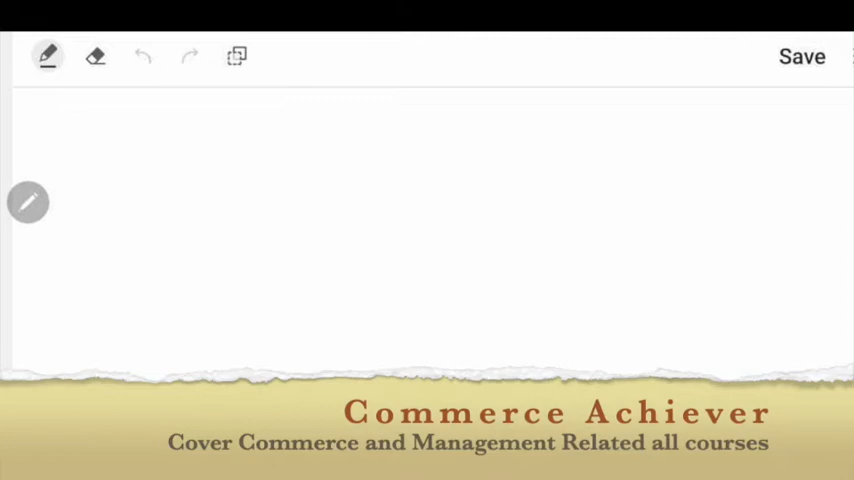 Save
Commerce Achiever
Cover Commerce and Management Related all courses